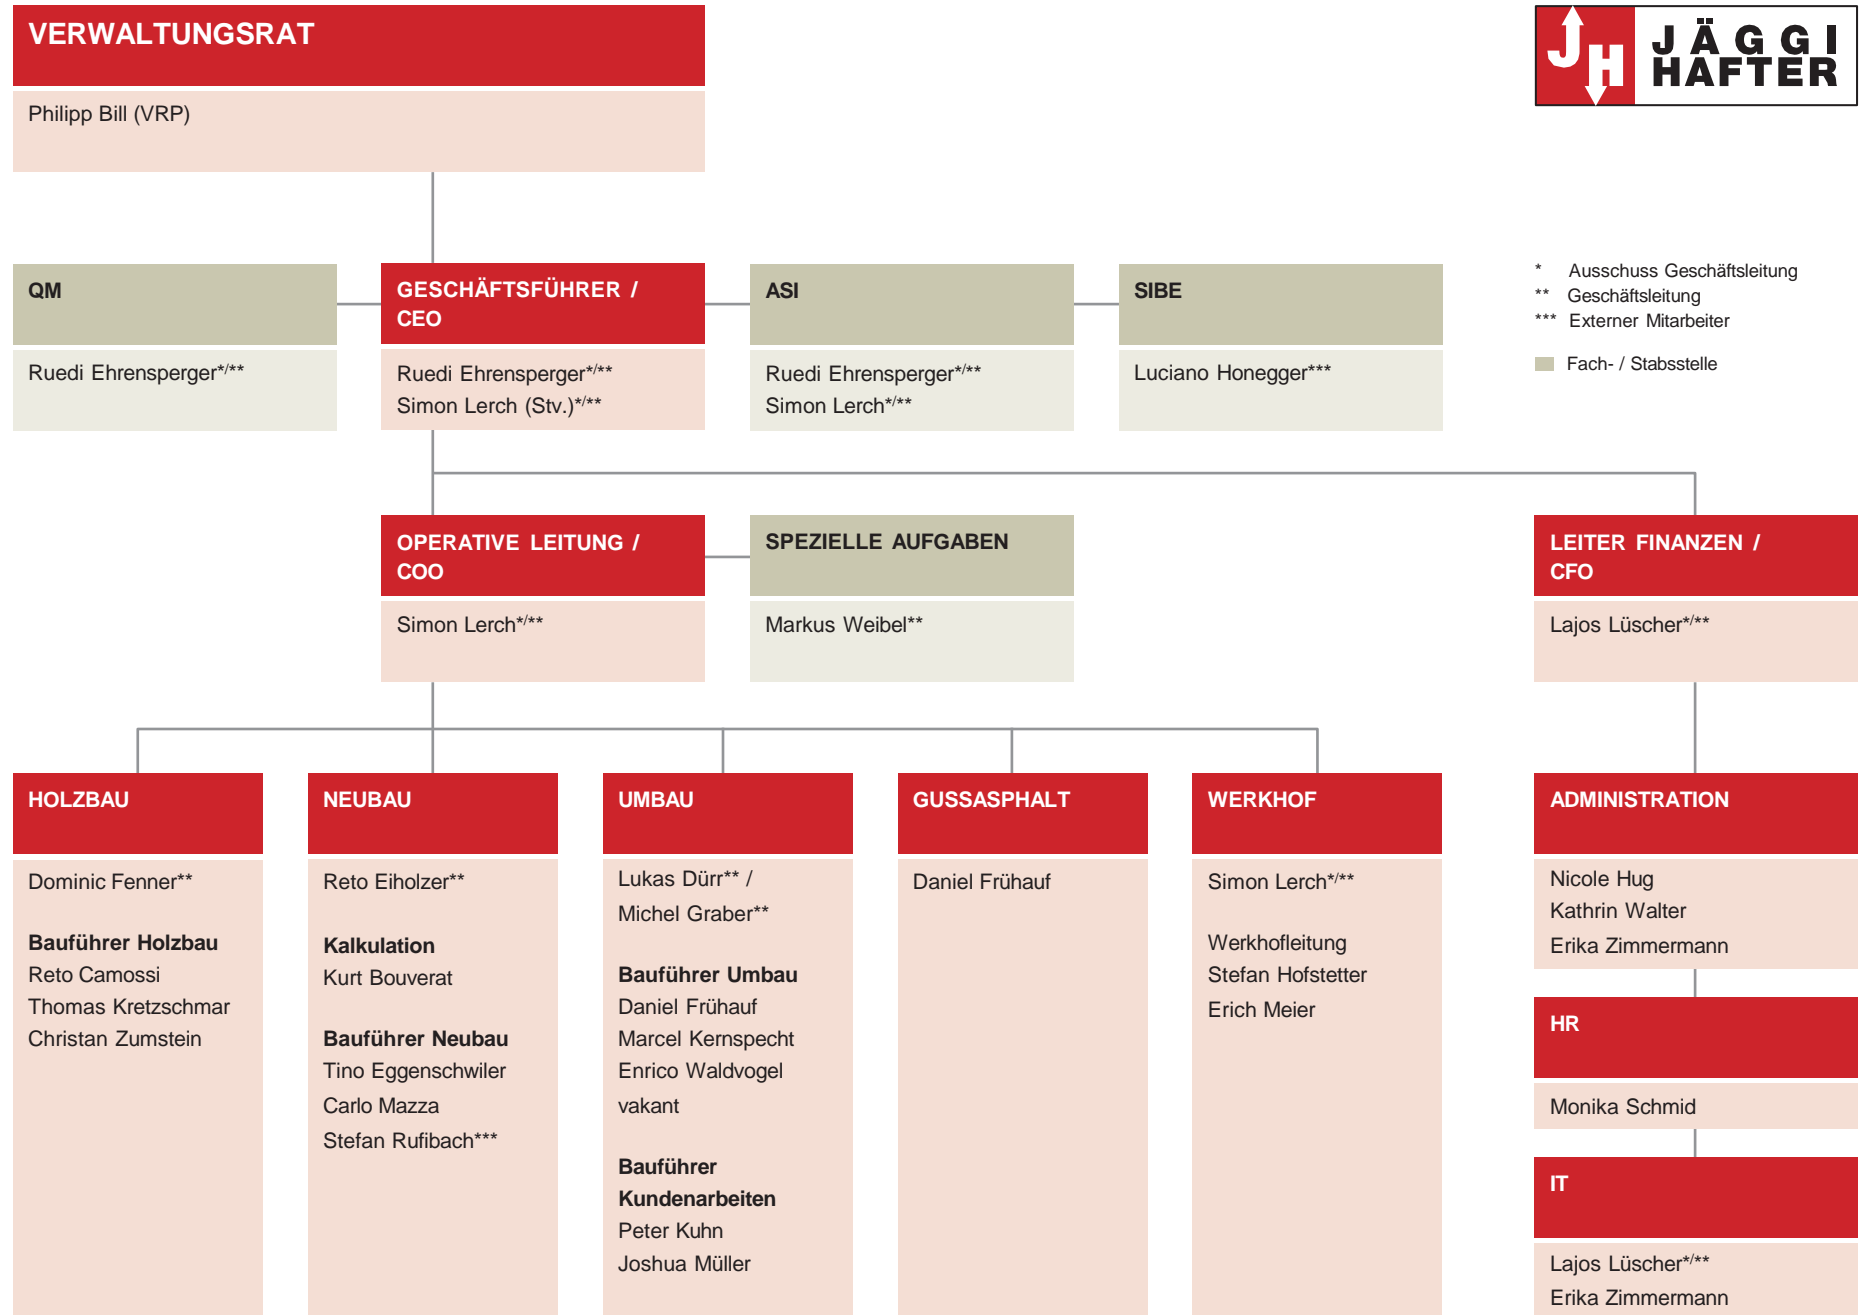 VERWALTUNGSRAT
Philipp Bill (VRP)
JH JÄGGI
HAFTER
QM
Ruedi Ehrensperger*/**
GESCHÄFTSFÜHRER /
CEO
Ruedi Ehrensperger*/**
Simon Lerch (Stv.)*/**
ASI
Ruedi Ehrensperger*/**
Simon Lerch*/**
SIBE
Luciano Honegger***
* Ausschuss Geschäftsleitung
** Geschäftsleitung
*** Externer Mitarbeiter
Fach- / Stabsstelle
OPERATIVE LEITUNG /
COO
Simon Lerch*/**
SPEZIELLE AUFGABEN
Markus Weibel**
LEITER FINANZEN /
CFO
Lajos Lüscher*/**
HOLZBAU
Dominic Fenner**
Bauführer Holzbau
Reto Camossi
Thomas Kretzschmar
Christan Zumstein
NEUBAU
Reto Eiholzer**
Kalkulation
Kurt Bouverat
Bauführer Neubau
Tino Eggenschwiler
Carlo Mazza
Stefan Rufibach***
UMBAU
Lukas Dürr** /
Michel Graber**
Bauführer Umbau
Daniel Frühauf
Marcel Kernspecht
Enrico Waldvogel
vakant
Bauführer
Kundenarbeiten
Peter Kuhn
Joshua Müller
GUSSASPHALT
Daniel Frühauf
WERKHOF
Simon Lerch*/**
Werkhofleitung
Stefan Hofstetter
Erich Meier
ADMINISTRATION
Nicole Hug
Kathrin Walter
Erika Zimmermann
HR
Monika Schmid
IT
Lajos Lüscher*/**
Erika Zimmermann